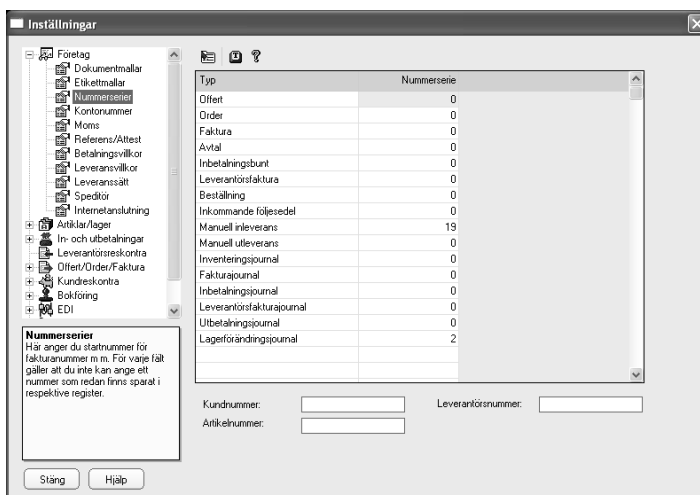 Inställningar
Företag
Dokumentmallar
Etikettmallar
Nummerserier
Kontonummer
Moms
Referens/Attest
Betalningsvillkor
Leveransvillkor
Leveranssätt
Speditör
Internetanslutning
Artiklar/lager
In- och utbetalningar
Leverantörsreskontra
Offert/Order/Faktura
Kundreskontra
Bokföring
EDI
Nummerserier
Här anger du startnummer för
fakturanummer m m. För varje fält
gäller att du inte kan ange ett
nummer som redan finns sparat i
respektive register.
Stäng Hjälp
Typ Nummerserie
Offert 0
Order 0
Faktura 0
Avtal 0
Inbetalningsbunt 0
Leverantörsfaktura 0
Beställning 0
Inkommande följesedel 0
Manuell inleverans 19
Manuell utleverans 0
Inventeringsjournal 0
Fakturajournal 0
Inbetalningsjournal 0
Leverantörsfakturajournal 0
Utbetalningsjournal 0
Lagerförändringsjournal 2
Kundnummer: Leverantörsnummer:
Artikelnummer: